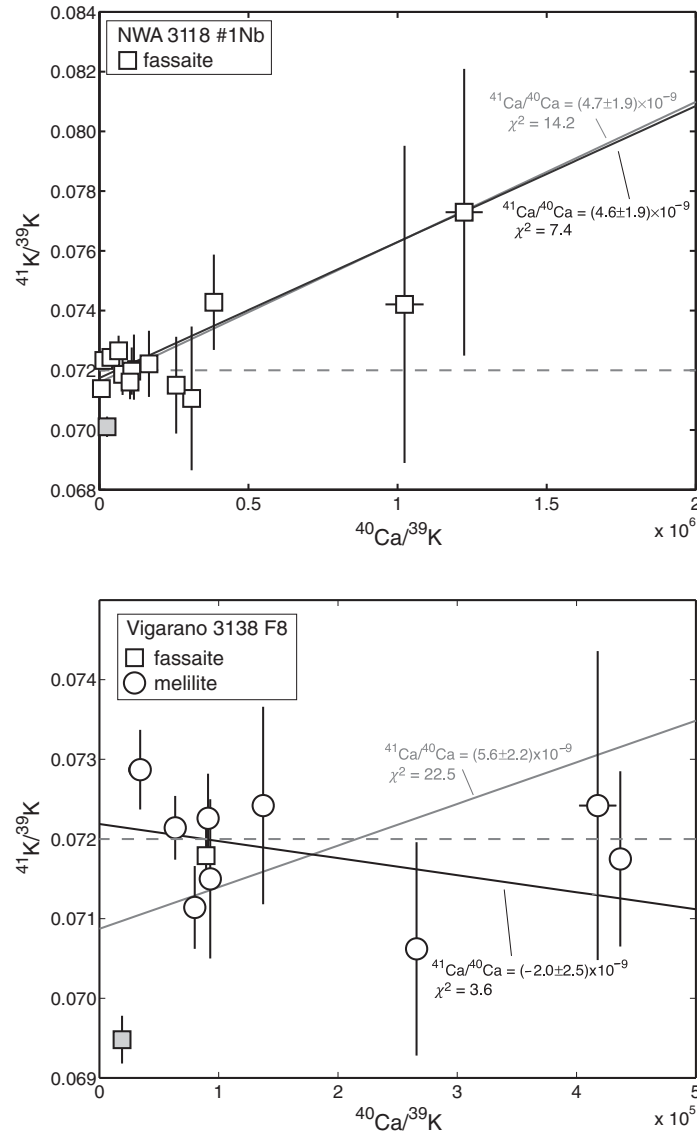 NWA 3118 #1Nb
fassaite
0.084
0.082
0.080
0.078
0.076
0.074
0.072
0.070
0.068
⁴¹K/³⁹K
⁴¹Ca/⁴⁰Ca = (4.7±1.9)×10⁻⁹
χ² = 14.2
⁴¹Ca/⁴⁰Ca = (4.6±1.9)×10⁻⁹
χ² = 7.4
0 0.5 1 1.5 2
⁴⁰Ca/³⁹K
x 10⁶
Vigarano 3138 F8
fassaite
melilite
0.074
0.073
0.072
0.071
0.070
0.069
⁴¹K/³⁹K
⁴¹Ca/⁴⁰Ca = (5.6±2.2)x10⁻⁹
χ² = 22.5
⁴¹Ca/⁴⁰Ca = (-2.0±2.5)x10⁻⁹
χ² = 3.6
0 1 2 3 4 5
⁴⁰Ca/³⁹K
x 10⁵